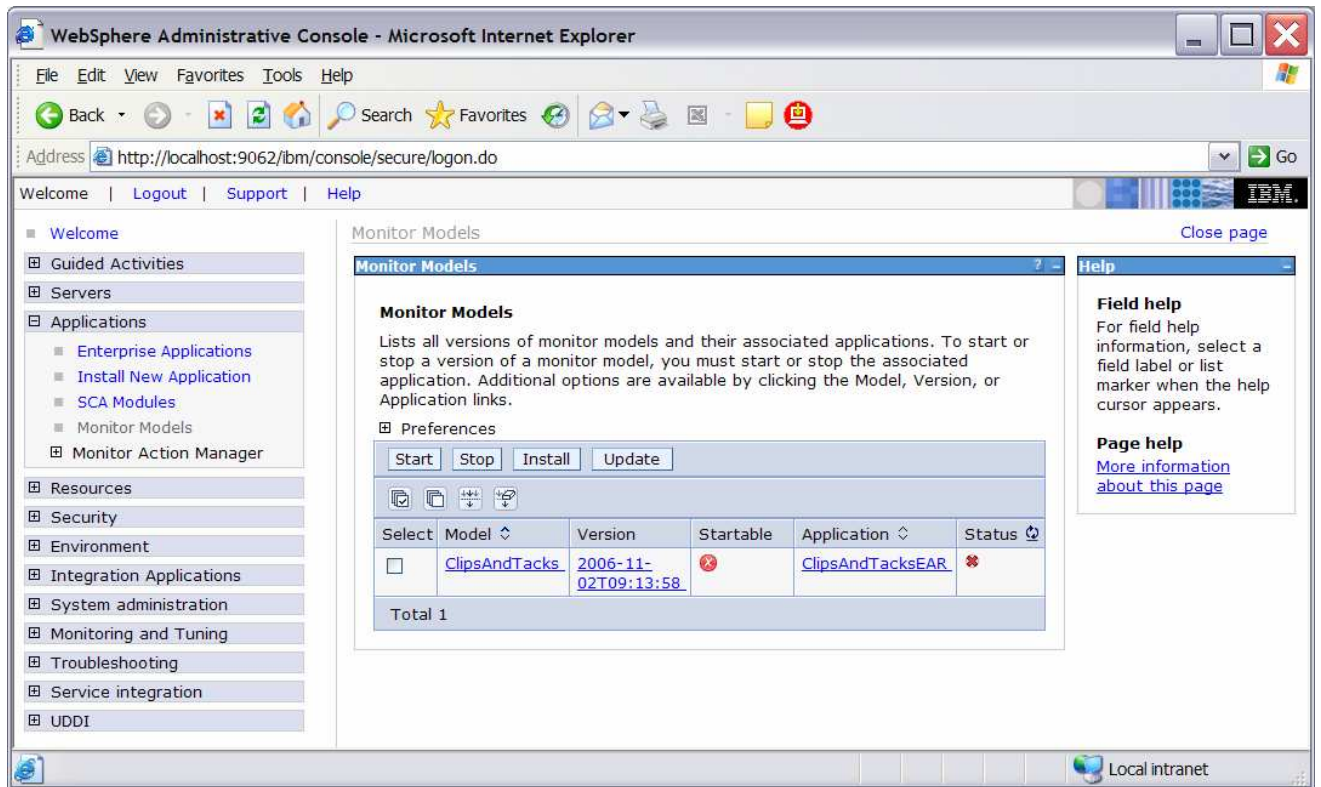 WebSphere Administrative Console - Microsoft Internet Explorer
File Edit View Favorites Tools Help
Back Search Favorites
Address http://localhost:9062/ibm/console/secure/logon.do Go
Welcome | Logout | Support | Help IBM.
Welcome
Guided Activities
Servers
Applications
Enterprise Applications
Install New Application
SCA Modules
Monitor Models
Monitor Action Manager
Resources
Security
Environment
Integration Applications
System administration
Monitoring and Tuning
Troubleshooting
Service integration
UDDI
Monitor Models Close page
Monitor Models ? -
Monitor Models
Lists all versions of monitor models and their associated applications. To start or
stop a version of a monitor model, you must start or stop the associated
application. Additional options are available by clicking the Model, Version, or
Application links.
Preferences
Start Stop Install Update
Select Model Version Startable Application Status
ClipsAndTacks 2006-11- ClipsAndTacksEAR
02T09:13:58
Total 1
Help -
Field help
For field help
information, select a
field label or list
marker when the help
cursor appears.
Page help
More information
about this page
Local intranet